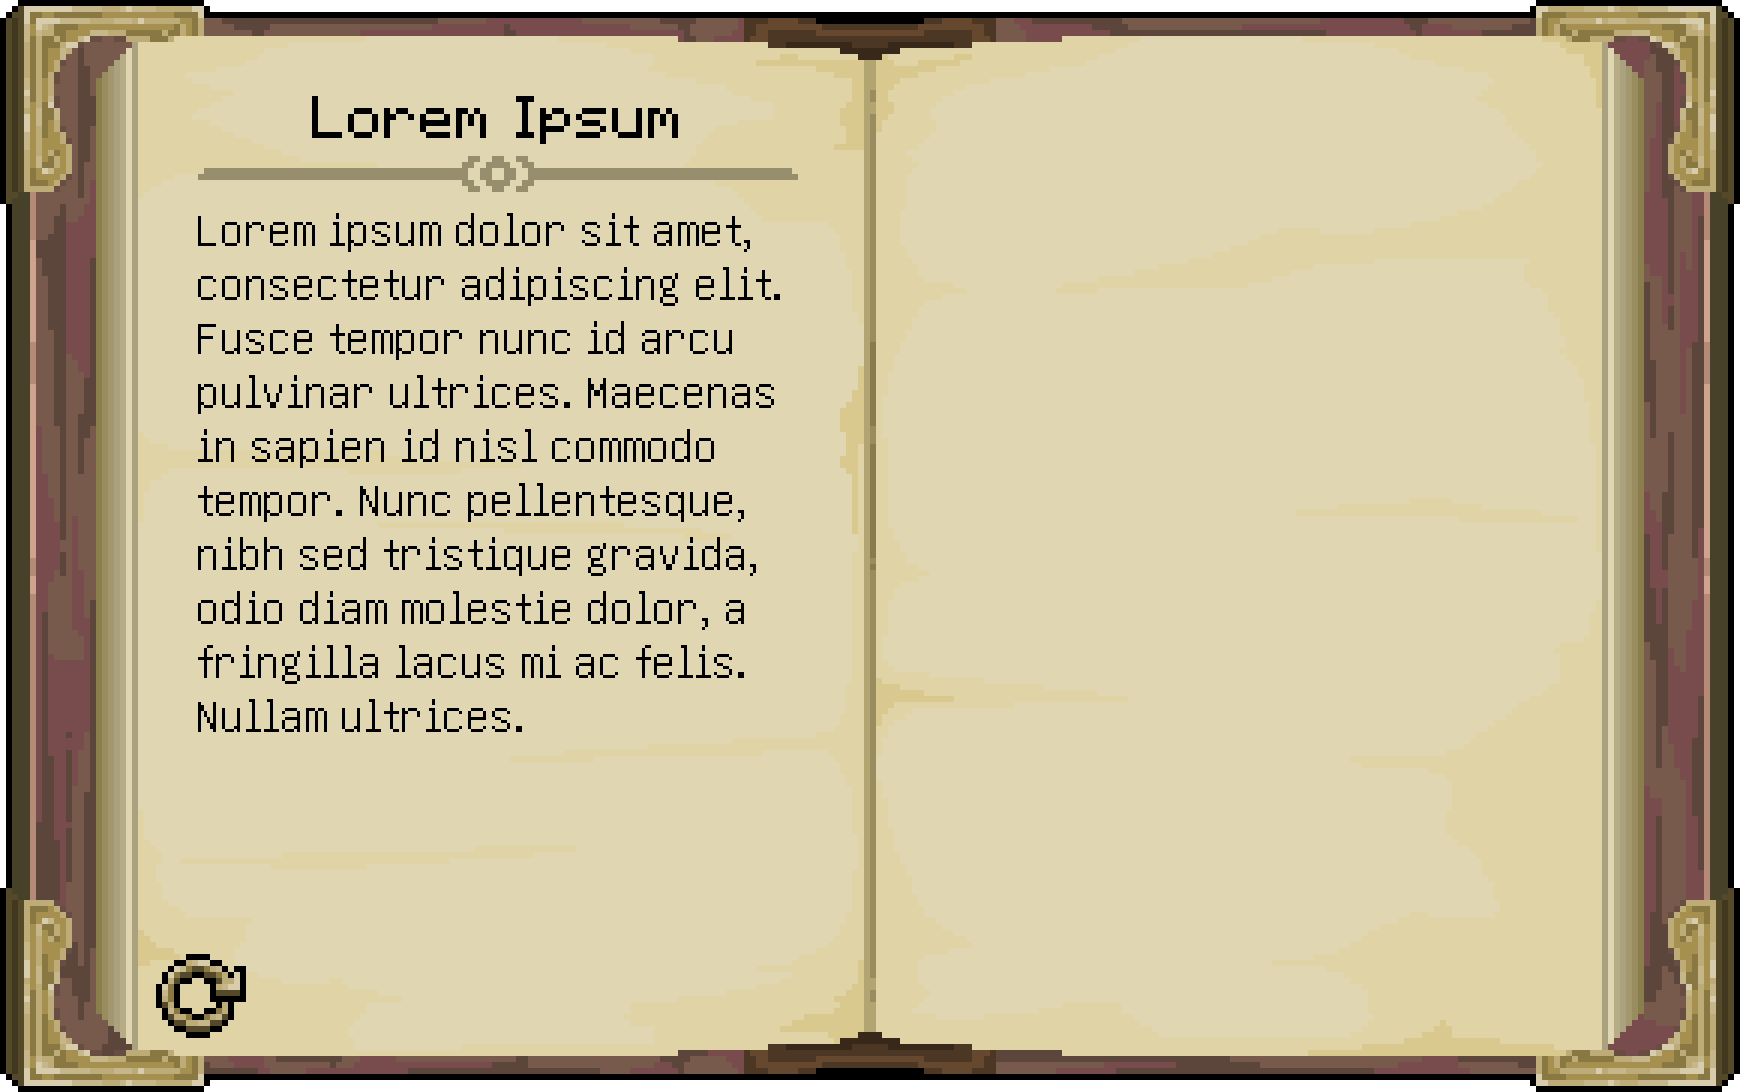 Lorem Ipsum
Lorem ipsum dolor sit amet,
consectetur adipiscing elit.
Fusce tempor nunc id arcu
pulvinar ultrices. Maecenas
in sapien id nisl commodo
tempor. Nunc pellentesque,
nibh sed tristique gravida,
odio diam molestie dolor, a
fringilla lacus mi ac felis.
Nullam ultrices.